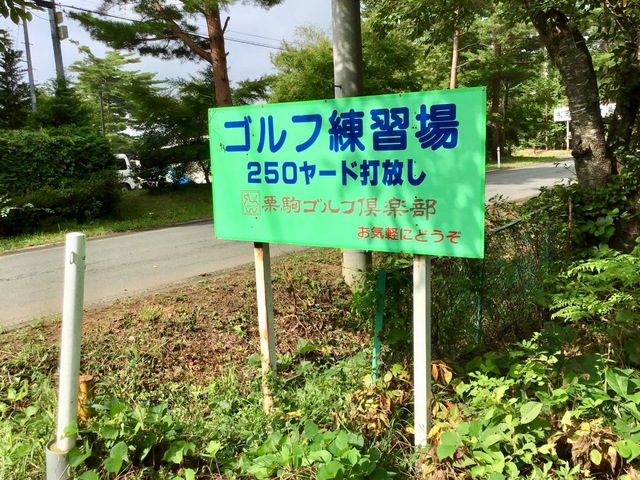 ゴルフ練習場
250ヤード打放し
栗駒ゴルフ倶楽部
お気軽にどうぞ